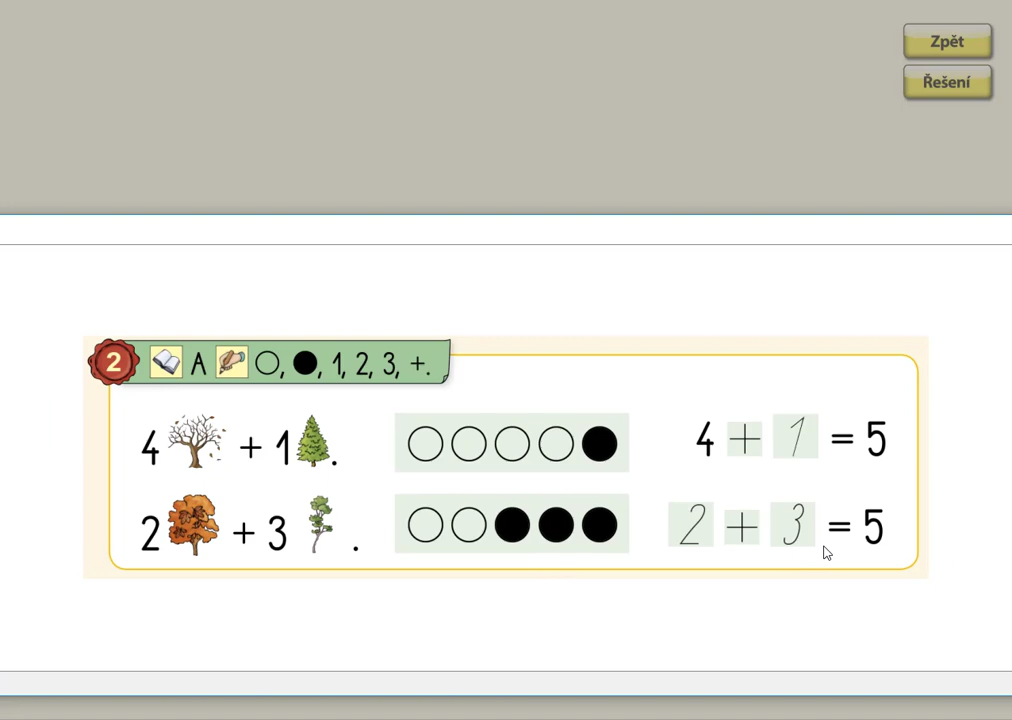 Zpět
Řešení
2 A ○, ●, 1, 2, 3, +.
4 + 1 .
4 + 1 = 5
2 + 3 .
2 + 3 = 5